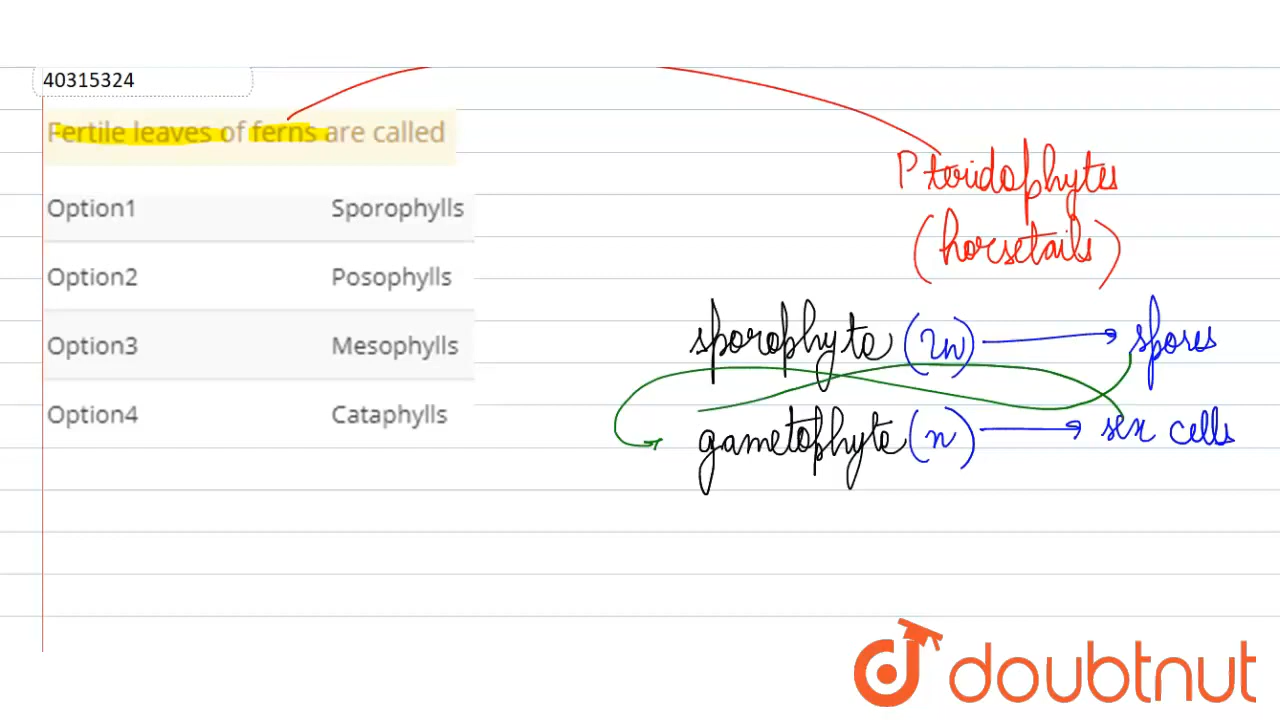 40315324
Fertile leaves of ferns are called
Option1 Sporophylls
Option2 Posophylls
Option3 Mesophylls
Option4 Cataphylls
Pteridophytes
(horsetails)
sporophyte (2n) → spores
gametophyte (n) → sex cells
doubtnut